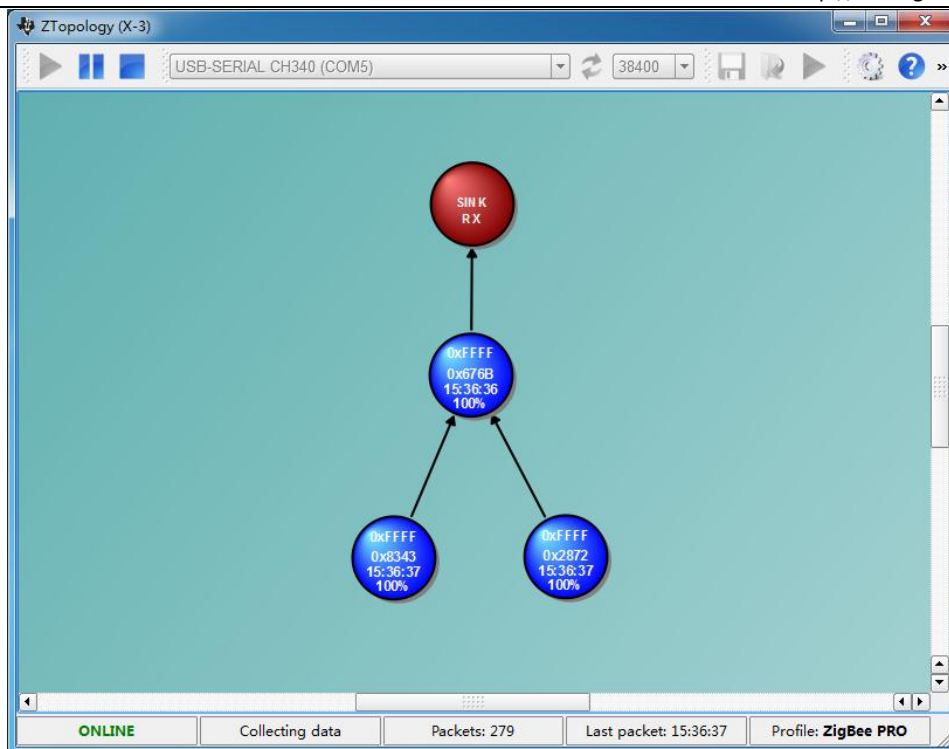 ZTopology (X-3)
USB-SERIAL CH340 (COM5)
38400
»
SINK
RX
0xFFFF
0x676B
15:36:36
100%
0xFFFF
0x8343
15:36:37
100%
0xFFFF
0x2872
15:36:37
100%
ONLINE Collecting data Packets: 279 Last packet: 15:36:37 Profile: ZigBee PRO